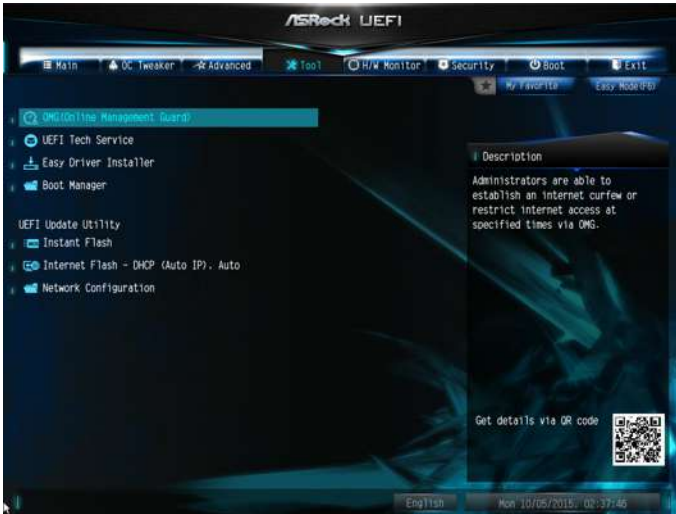 ASRock UEFI
Main OC Tweaker Advanced Tool H/W Monitor Security Boot Exit
My Favorite Easy Mode(F6)
OMG(Online Management Guard)
UEFI Tech Service
Easy Driver Installer
Boot Manager
UEFI Update Utility
Instant Flash
Internet Flash - DHCP (Auto IP), Auto
Network Configuration
Description
Administrators are able to
establish an internet curfew or
restrict internet access at
specified times via OMG.
Get details via QR code
English Mon 10/05/2015, 02:37:46